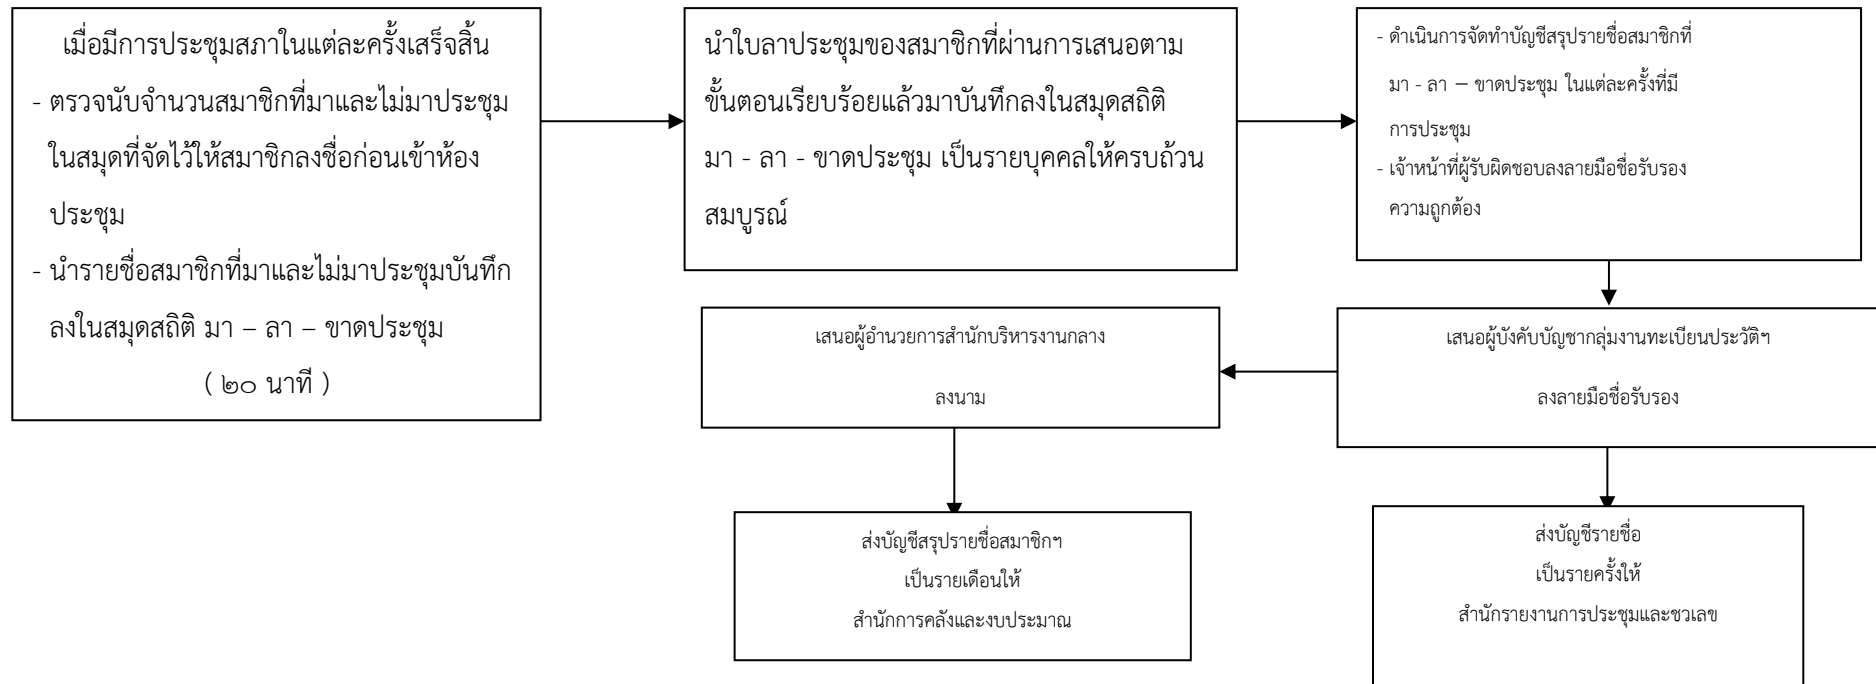 เมื่อมีการประชุมสภาในแต่ละครั้งเสร็จสิ้น
- ตรวจนับจำนวนสมาชิกที่มาและไม่มาประชุม
ในสมุดที่จัดไว้ให้สมาชิกลงชื่อก่อนเข้าห้อง
ประชุม
- นำรายชื่อสมาชิกที่มาและไม่มาประชุมบันทึก
ลงในสมุดสถิติ มา – ลา – ขาดประชุม
( ๒๐ นาที )
นำใบลาประชุมของสมาชิกที่ผ่านการเสนอตาม
ขั้นตอนเรียบร้อยแล้วมาบันทึกลงในสมุดสถิติ
มา - ลา - ขาดประชุม เป็นรายบุคคลให้ครบถ้วน
สมบูรณ์
- ดำเนินการจัดทำบัญชีสรุปรายชื่อสมาชิกที่
มา - ลา – ขาดประชุม ในแต่ละครั้งที่มี
การประชุม
- เจ้าหน้าที่ผู้รับผิดชอบลงลายมือชื่อรับรอง
ความถูกต้อง
เสนอผู้บังคับบัญชากลุ่มงานทะเบียนประวัติฯ
ลงลายมือชื่อรับรอง
เสนอผู้อำนวยการสำนักบริหารงานกลาง
ลงนาม
ส่งบัญชีสรุปรายชื่อสมาชิกฯ
เป็นรายเดือนให้
สำนักการคลังและงบประมาณ
ส่งบัญชีรายชื่อ
เป็นรายครั้งให้
สำนักรายงานการประชุมและชวเลข